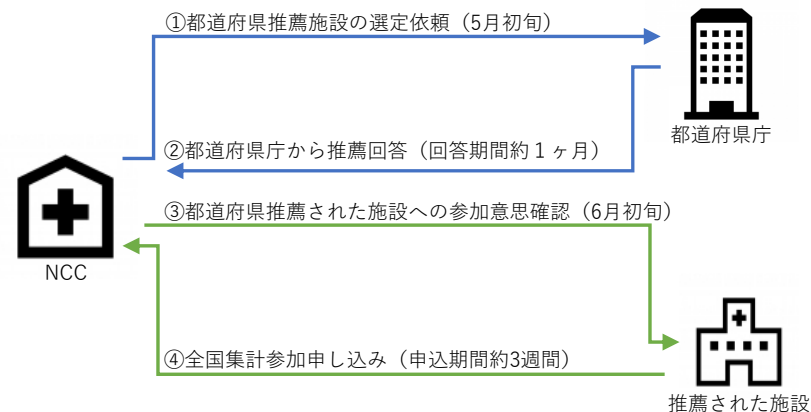 ①都道府県推薦施設の選定依頼（5月初旬）
都道府県庁
②都道府県庁から推薦回答（回答期間約１ヶ月）
③都道府県推薦された施設への参加意思確認（6月初旬）
NCC
④全国集計参加申し込み（申込期間約3週間）
推薦された施設